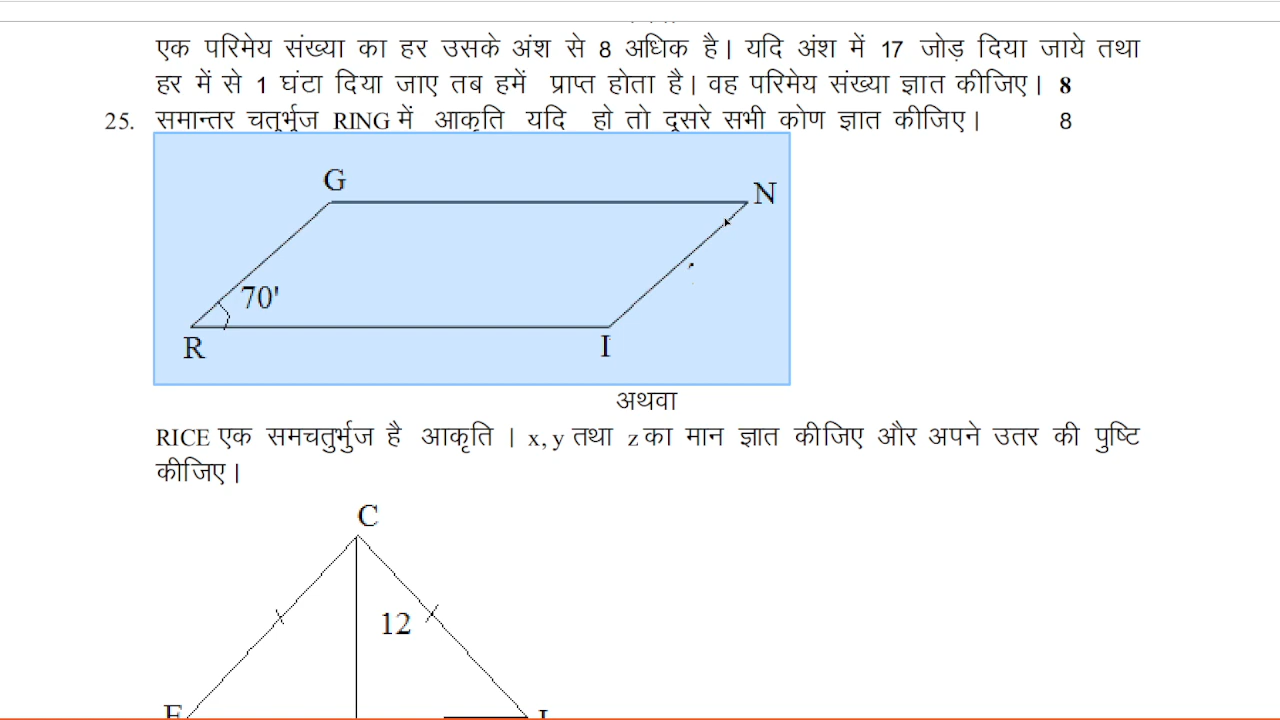 एक परिमेय संख्या का हर उसके अंश से 8 अधिक है। यदि अंश में 17 जोड़ दिया जाये तथा
हर में से 1 घंटा दिया जाए तब हमें प्राप्त होता है। वह परिमेय संख्या ज्ञात कीजिए। 8
25. समान्तर चतुर्भुज RING में आकृति यदि हो तो दूसरे सभी कोण ज्ञात कीजिए। 8
G
N
70'
R
I
अथवा
RICE एक समचतुर्भुज है आकृति । x, y तथा z का मान ज्ञात कीजिए और अपने उतर की पुष्टि
कीजिए।
C
12